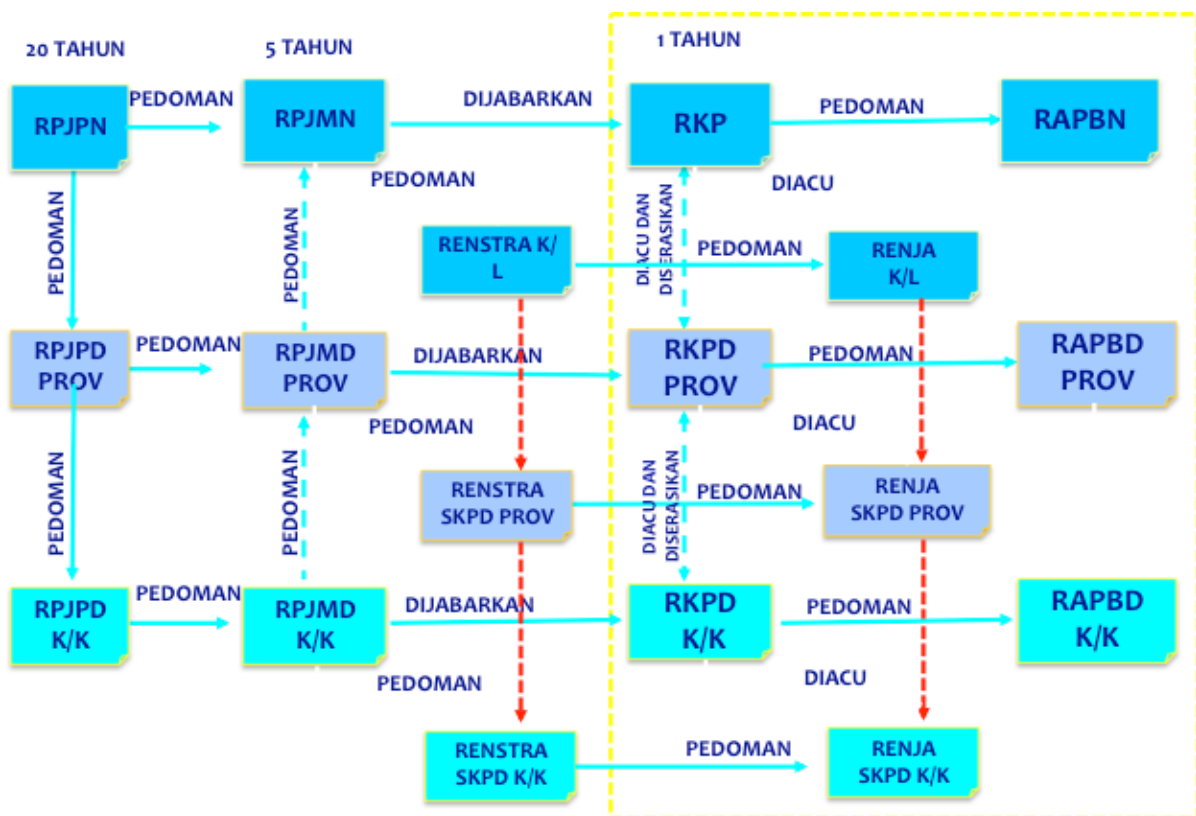 20 TAHUN
5 TAHUN
1 TAHUN
RPJPN
PEDOMAN
RPJMN
DIJABARKAN
RKP
PEDOMAN
RAPBN
PEDOMAN
DIACU
PEDOMAN
PEDOMAN
DIACU DAN
DISERASIKAN
RENSTRA K/
L
PEDOMAN
RENJA
K/L
RPJPD
PROV
PEDOMAN
RPJMD
PROV
DIJABARKAN
RKPD
PROV
PEDOMAN
RAPBD
PROV
PEDOMAN
DIACU
PEDOMAN
PEDOMAN
DIACU DAN
DISERASIKAN
RENSTRA
SKPD PROV
PEDOMAN
RENJA
SKPD PROV
RPJPD
K/K
PEDOMAN
RPJMD
K/K
DIJABARKAN
RKPD
K/K
PEDOMAN
RAPBD
K/K
PEDOMAN
DIACU
RENSTRA
SKPD K/K
PEDOMAN
RENJA
SKPD K/K